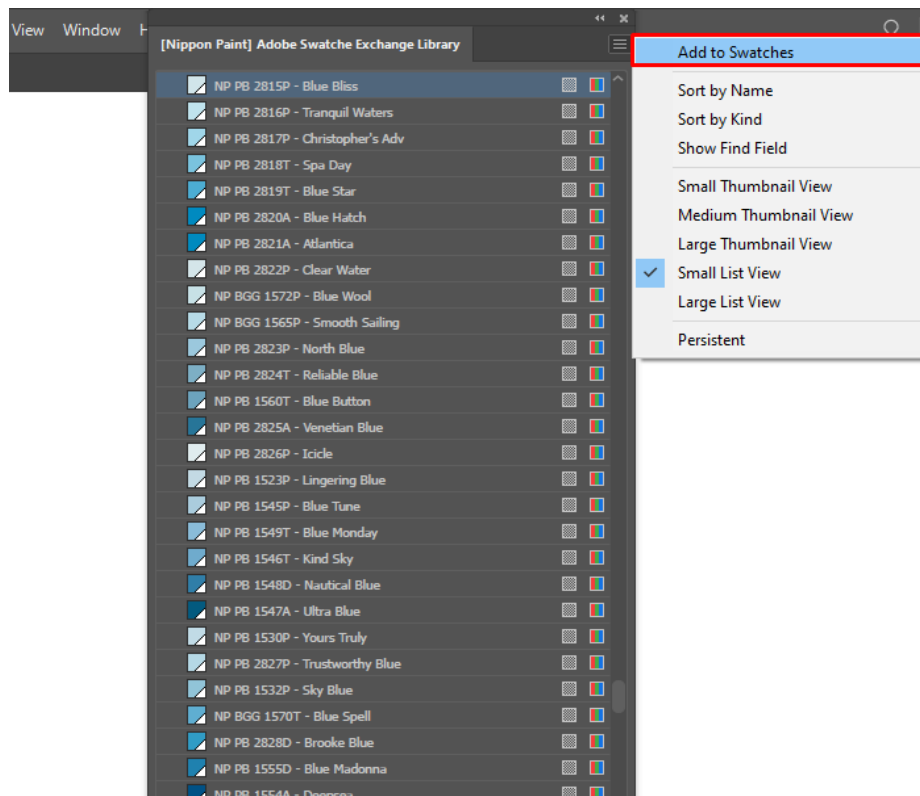 View Window H
[Nippon Paint] Adobe Swatche Exchange Library
NP PB 2815P - Blue Bliss
NP PB 2816P - Tranquil Waters
NP PB 2817P - Christopher's Adv
NP PB 2818T - Spa Day
NP PB 2819T - Blue Star
NP PB 2820A - Blue Hatch
NP PB 2821A - Atlantica
NP PB 2822P - Clear Water
NP BGG 1572P - Blue Wool
NP BGG 1565P - Smooth Sailing
NP PB 2823P - North Blue
NP PB 2824T - Reliable Blue
NP PB 1560T - Blue Button
NP PB 2825A - Venetian Blue
NP PB 2826P - Icicle
NP PB 1523P - Lingering Blue
NP PB 1545P - Blue Tune
NP PB 1549T - Blue Monday
NP PB 1546T - Kind Sky
NP PB 1548D - Nautical Blue
NP PB 1547A - Ultra Blue
NP PB 1530P - Yours Truly
NP PB 2827P - Trustworthy Blue
NP PB 1532P - Sky Blue
NP BGG 1570T - Blue Spell
NP PB 2828D - Brooke Blue
NP PB 1555D - Blue Madonna
NP PB 1554A - Deepsea
Add to Swatches
Sort by Name
Sort by Kind
Show Find Field
Small Thumbnail View
Medium Thumbnail View
Large Thumbnail View
Small List View
Large List View
Persistent